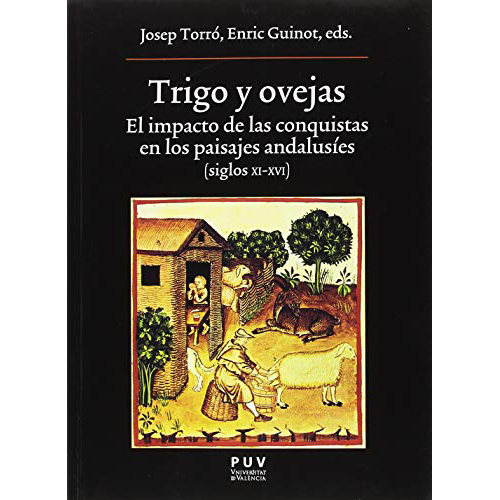 Josep Torró, Enric Guinot, eds.
Trigo y ovejas
El impacto de las conquistas
en los paisajes andalusíes
(siglos XI-XVI)
PUV
UNIVERSITAT
DE VALÈNCIA